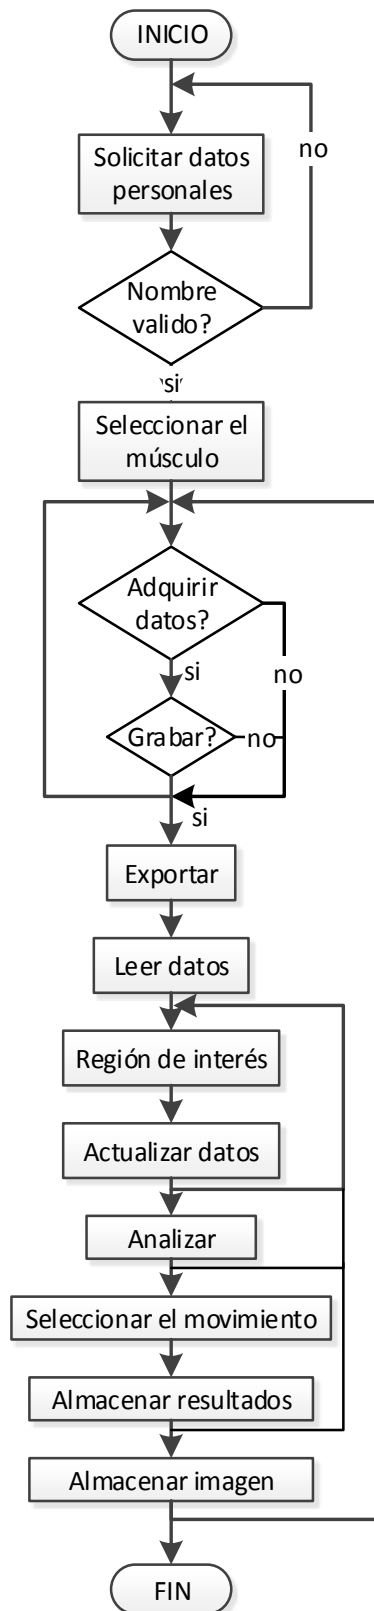 INICIO
Solicitar datos
personales
no
Nombre
valido?
si
Seleccionar el
músculo
Adquirir
datos?
si
no
Grabar?
no
si
Exportar
Leer datos
Región de interés
Actualizar datos
Analizar
Seleccionar el movimiento
Almacenar resultados
Almacenar imagen
FIN